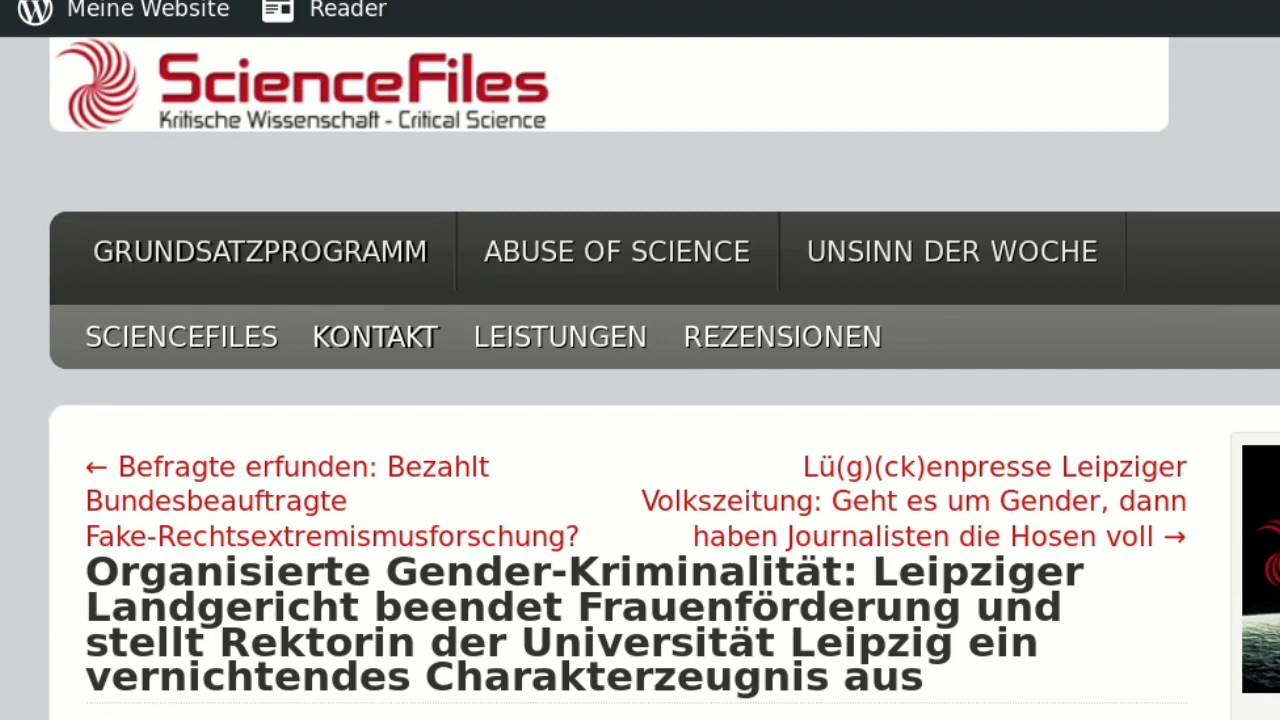 Meine Website Reader
ScienceFiles
Kritische Wissenschaft - Critical Science
GRUNDSATZPROGRAMM ABUSE OF SCIENCE UNSINN DER WOCHE
SCIENCEFILES KONTAKT LEISTUNGEN REZENSIONEN
← Befragte erfunden: Bezahlt
Bundesbeauftragte
Fake-Rechtsextremismusforschung?
Lü(g)(ck)enpresse Leipziger
Volkszeitung: Geht es um Gender, dann
haben Journalisten die Hosen voll →
Organisierte Gender-Kriminalität: Leipziger
Landgericht beendet Frauenförderung und
stellt Rektorin der Universität Leipzig ein
vernichtendes Charakterzeugnis aus